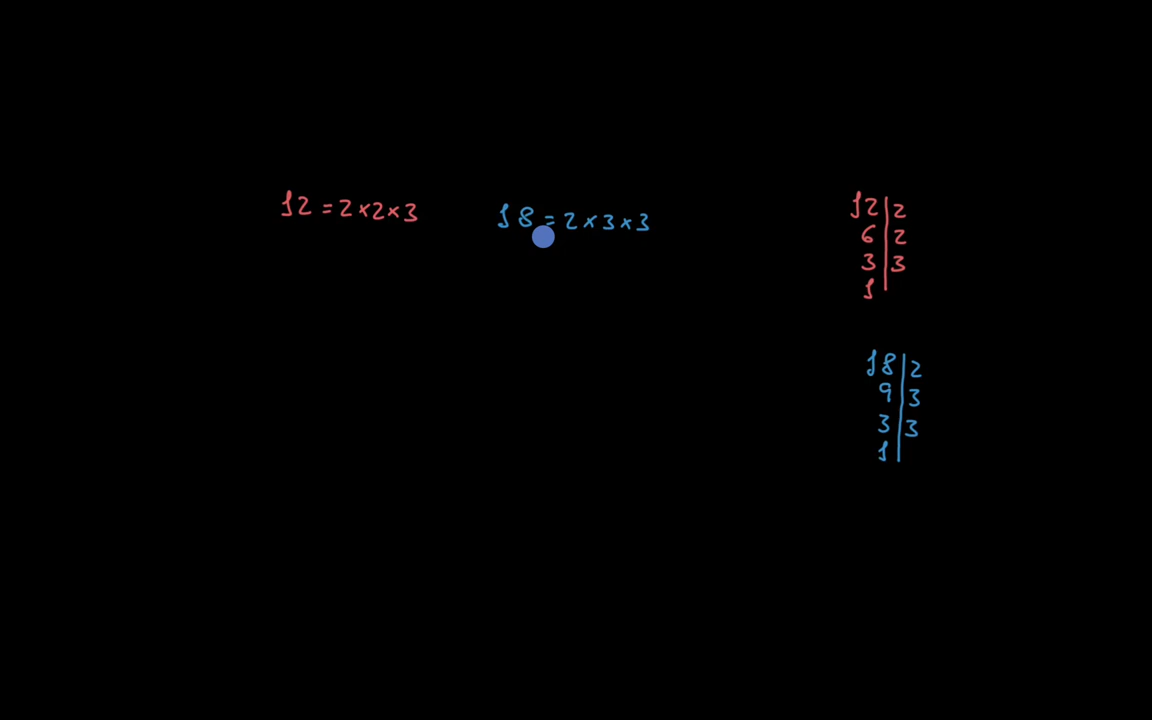 12 = 2 × 2 × 3
18 = 2 × 3 × 3
12 | 2
6 | 2
3 | 3
1 |
18 | 2
9 | 3
3 | 3
1 |